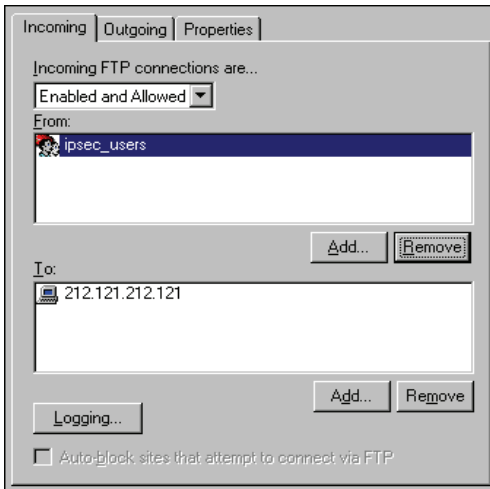 Incoming Outgoing Properties
Incoming FTP connections are...
Enabled and Allowed
From:
ipsec_users
Add... Remove
To:
212.121.212.121
Add... Remove
Logging...
Auto-block sites that attempt to connect via FTP